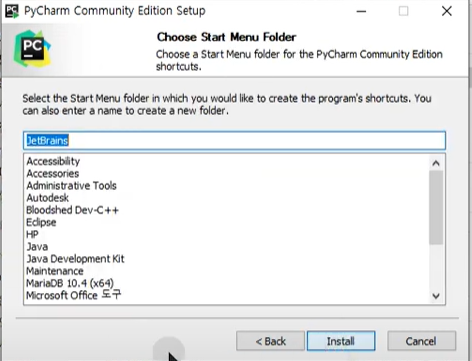 PyCharm Community Edition Setup
PC
Choose Start Menu Folder
Choose a Start Menu folder for the PyCharm Community Edition
shortcuts.
Select the Start Menu folder in which you would like to create the program's shortcuts. You
can also enter a name to create a new folder.
JetBrains
Accessibility
Accessories
Administrative Tools
Autodesk
Bloodshed Dev-C++
Eclipse
HP
Java
Java Development Kit
Maintenance
MariaDB 10.4 (x64)
Microsoft Office 도구
< Back Install Cancel